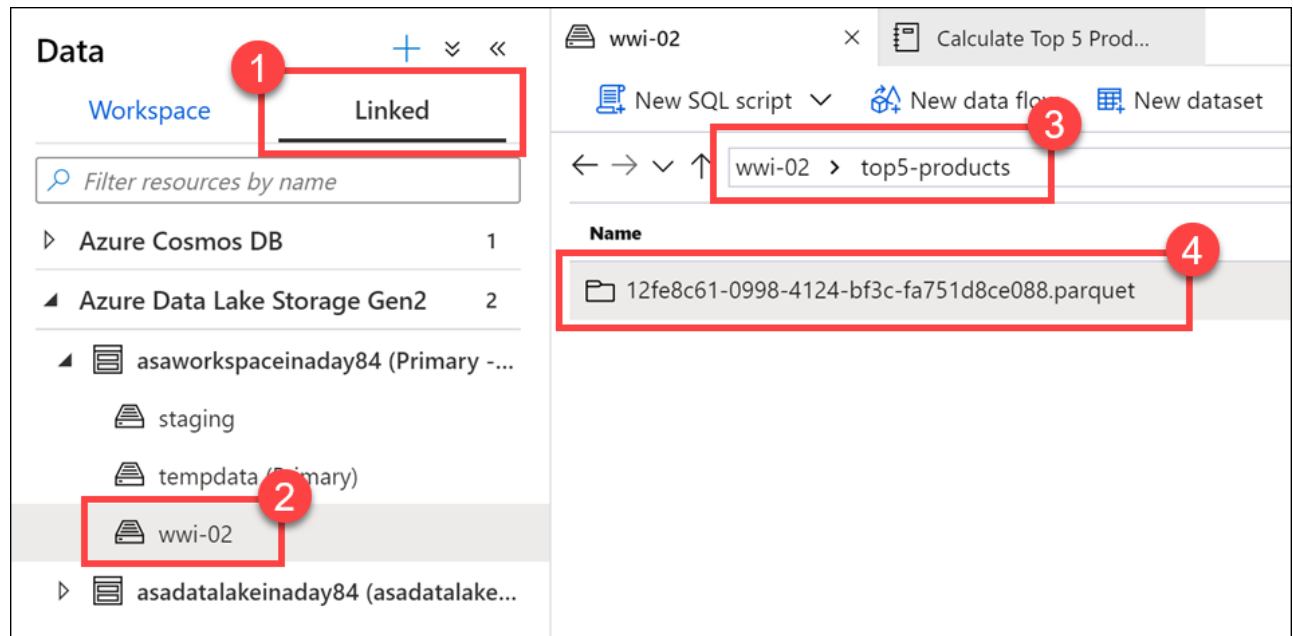 Data
1
Workspace
Linked
Filter resources by name
Azure Cosmos DB 1
Azure Data Lake Storage Gen2 2
asaworkspaceinaday84 (Primary -...
staging
tempdata (Primary)
2
wwi-02
asadatalakeinaday84 (asadatalake...
wwi-02
Calculate Top 5 Prod...
New SQL script
New data flow
New dataset
3
wwi-02 > top5-products
Name
4
12fe8c61-0998-4124-bf3c-fa751d8ce088.parquet